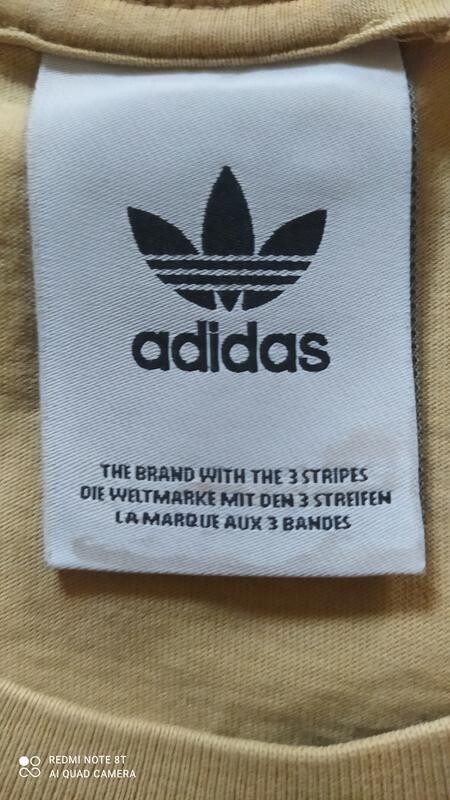 adidas
THE BRAND WITH THE 3 STRIPES
DIE WELTMARKE MIT DEN 3 STREIFEN
LA MARQUE AUX 3 BANDES
REDMI NOTE 8T
AI QUAD CAMERA